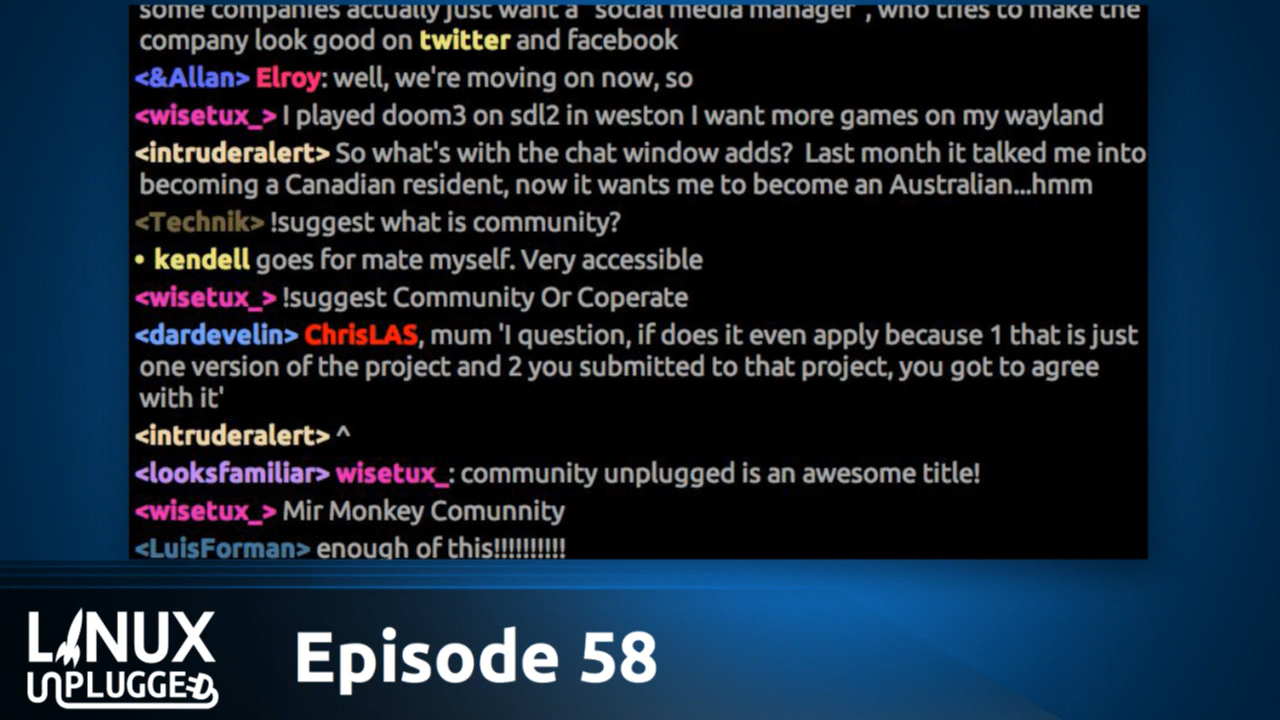 some companies actually just want a "social media manager", who tries to make the
company look good on twitter and facebook
<&Allan> Elroy: well, we're moving on now, so
<wisetux_> I played doom3 on sdl2 in weston I want more games on my wayland
<intruderalert> So what's with the chat window adds?  Last month it talked me into
becoming a Canadian resident, now it wants me to become an Australian...hmm
<Technik> !suggest what is community?
• kendell goes for mate myself. Very accessible
<wisetux_> !suggest Community Or Coperate
<dardevelin> ChrisLAS, mum 'I question, if does it even apply because 1 that is just
one version of the project and 2 you submitted to that project, you got to agree
with it'
<intruderalert> ^
<looksfamiliar> wisetux_: community unplugged is an awesome title!
<wisetux_> Mir Monkey Comunnity
<LuisForman> enough of this!!!!!!!!!!
LINUX
UNPLUGGED
Episode 58